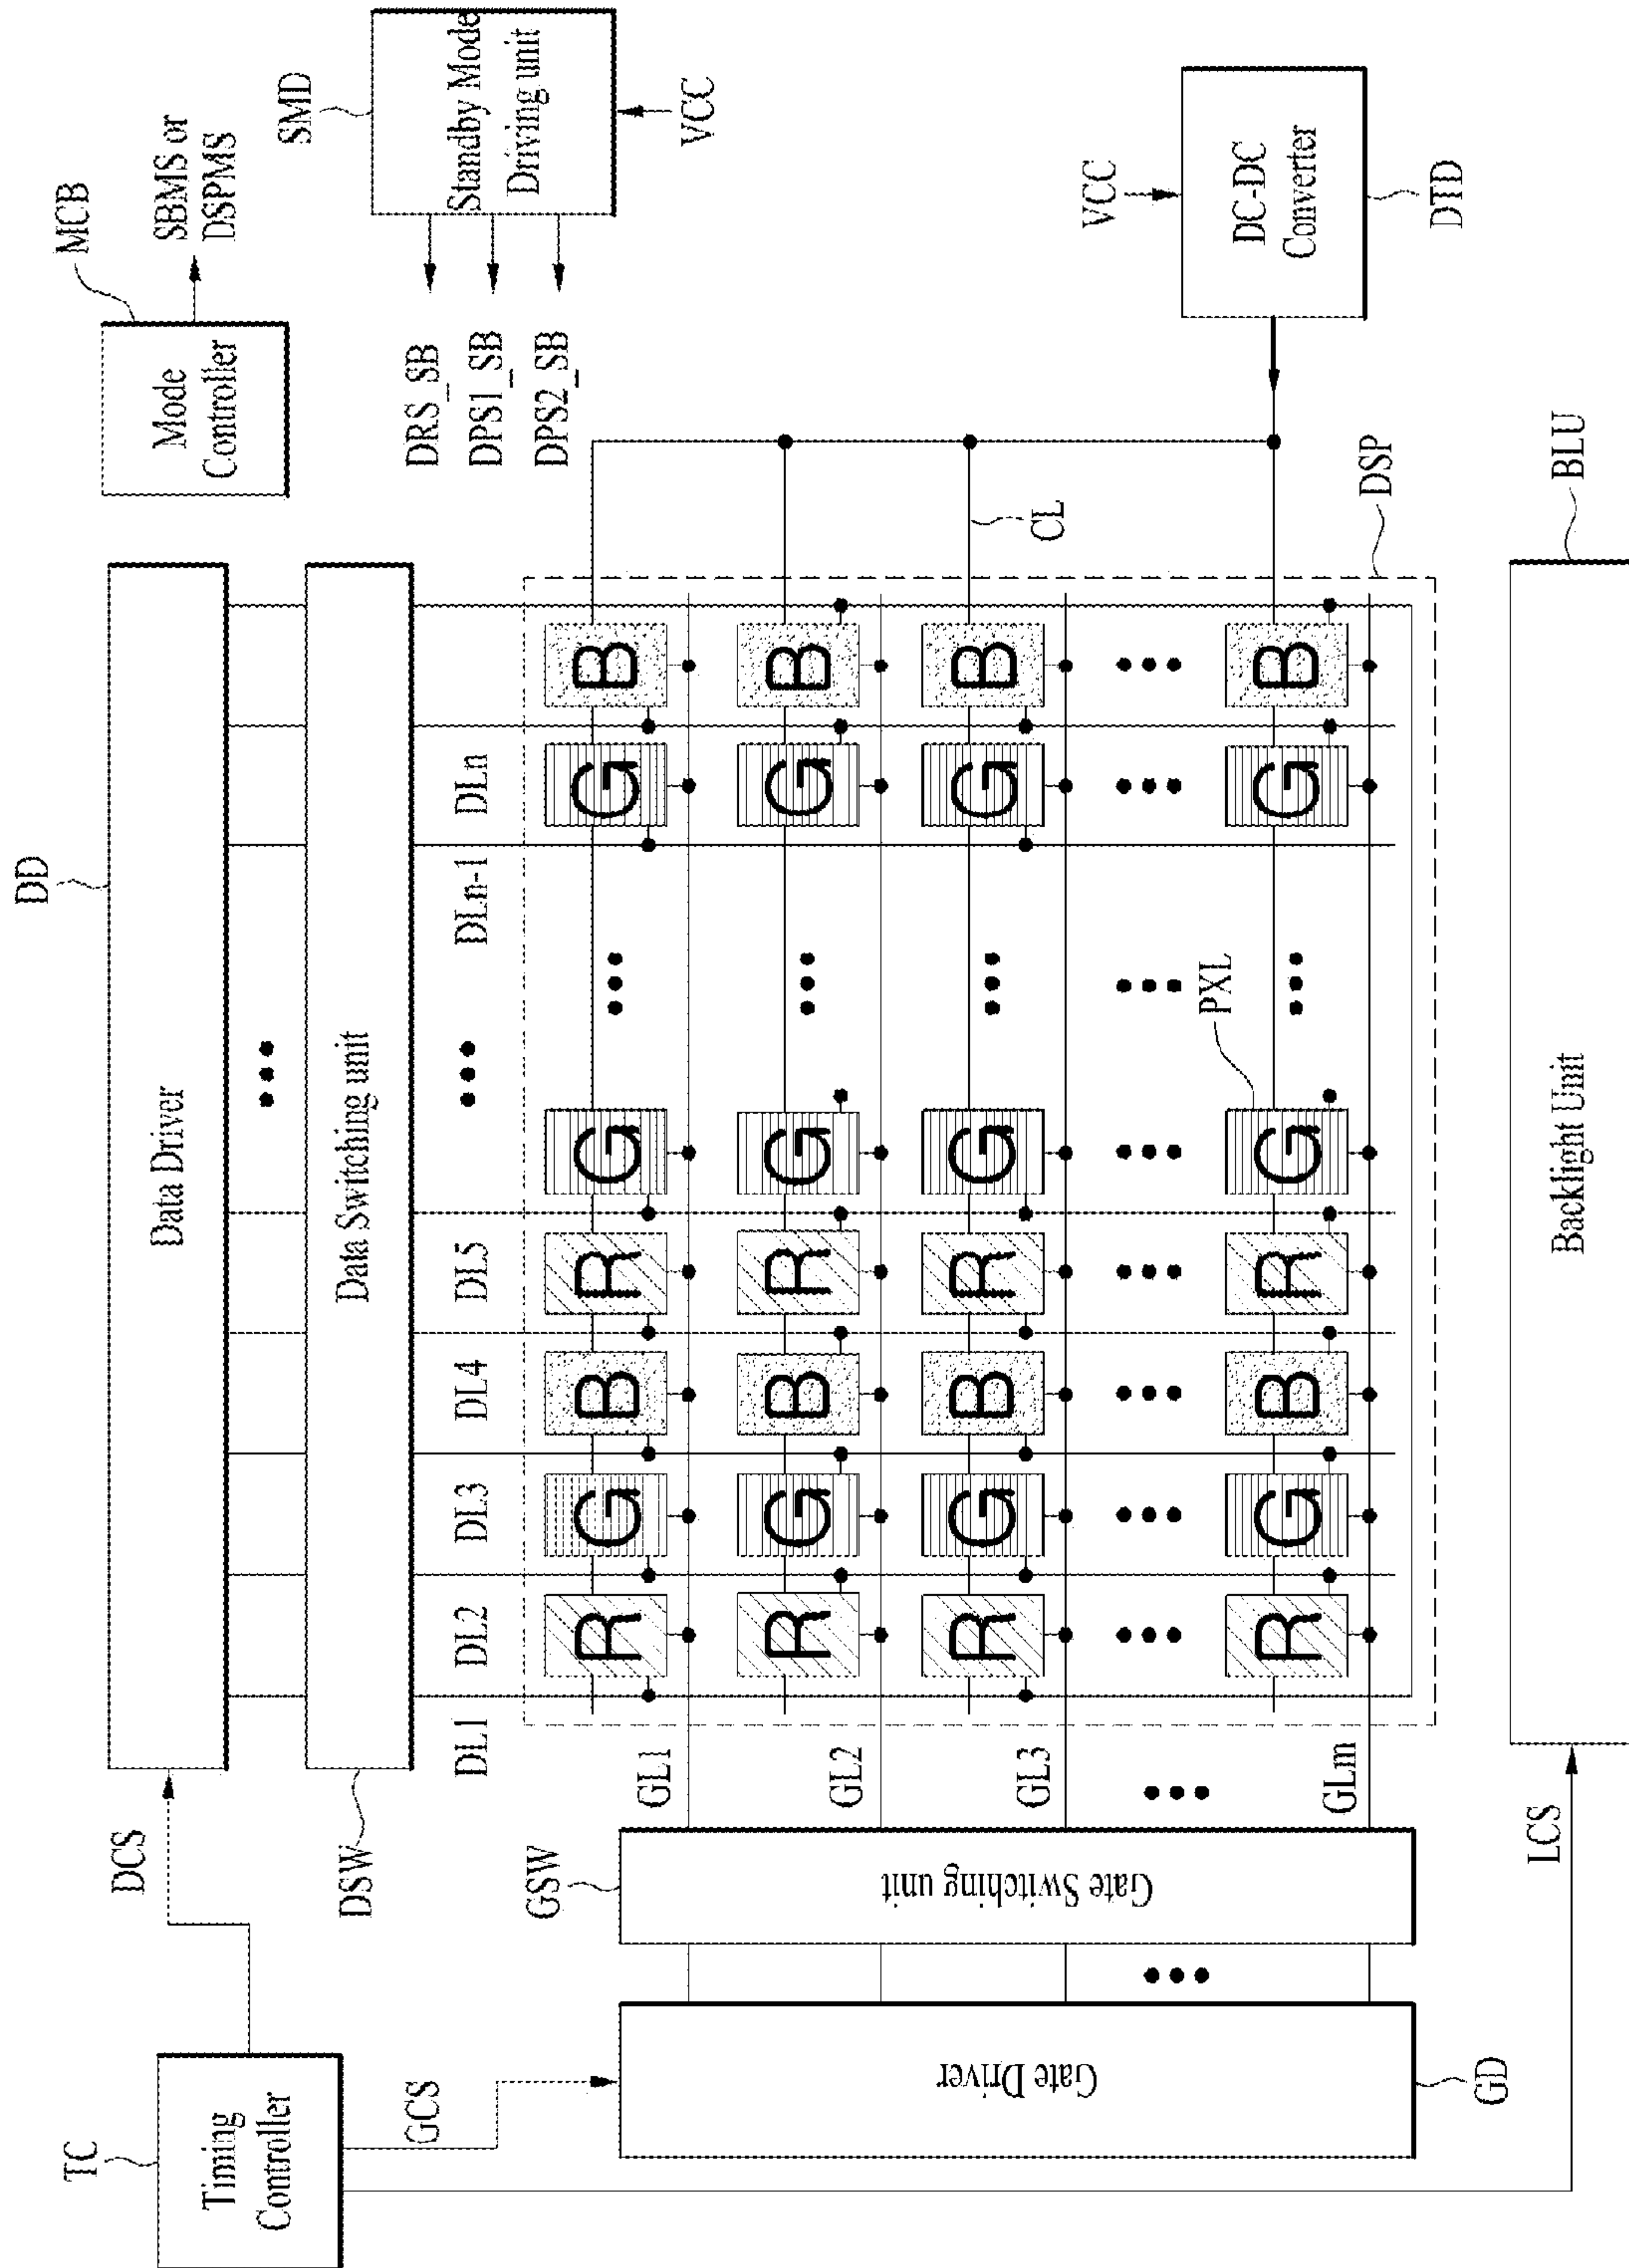 TC
Timing
Controller
DCS
GCS
DD
Data Driver
DSW
Data Switching unit
MCB
Mode
Controller
SBMS or
DSPMS
SMD
Standby Mode
Driving unit
VCC
DRS_SB
DPS1_SB
DPS2_SB
DL1
DL2
DL3
DL4
DL5
DLn-1
DLn
GSW
Gate Switching unit
Gate Driver
GD
GL1
R G B R G G B
GL2
R G B R G G B
GL3
R G B R G G B
CL
PXL
GLm
R G B R G G B
VCC
DC-DC
Converter
DTD
DSP
LCS
Backlight Unit
BLU